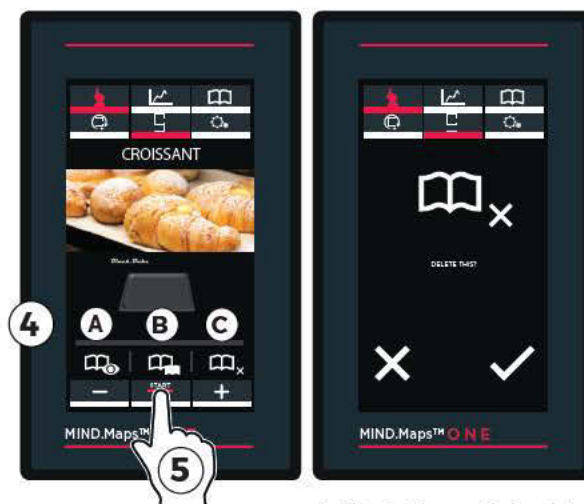 CROISSANT
4
A B C
START
MIND.Maps™
5
DELETE THIS?
MIND.Maps™ ONE